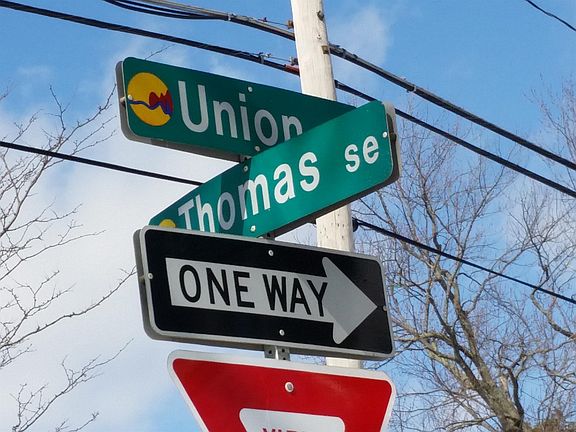 Union
Thomas SE
ONE WAY